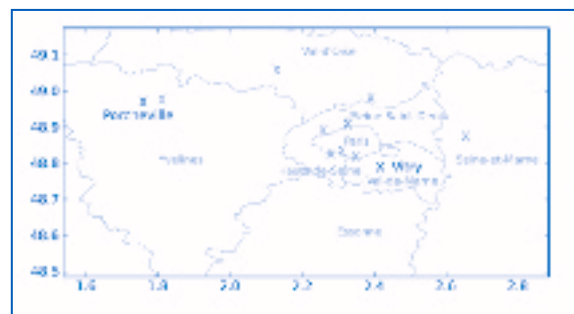 49.1
Val-d'Oise
49.0
Porcheville
48.9
Seine-Saint-Denis
Paris
48.8
Yvelines
Hauts-de-Seine
Vitry
Seine-et-Marne
Val-de-Marne
48.7
48.6
Essonne
48.5
1.6 1.8 2.0 2.2 2.4 2.6 2.8